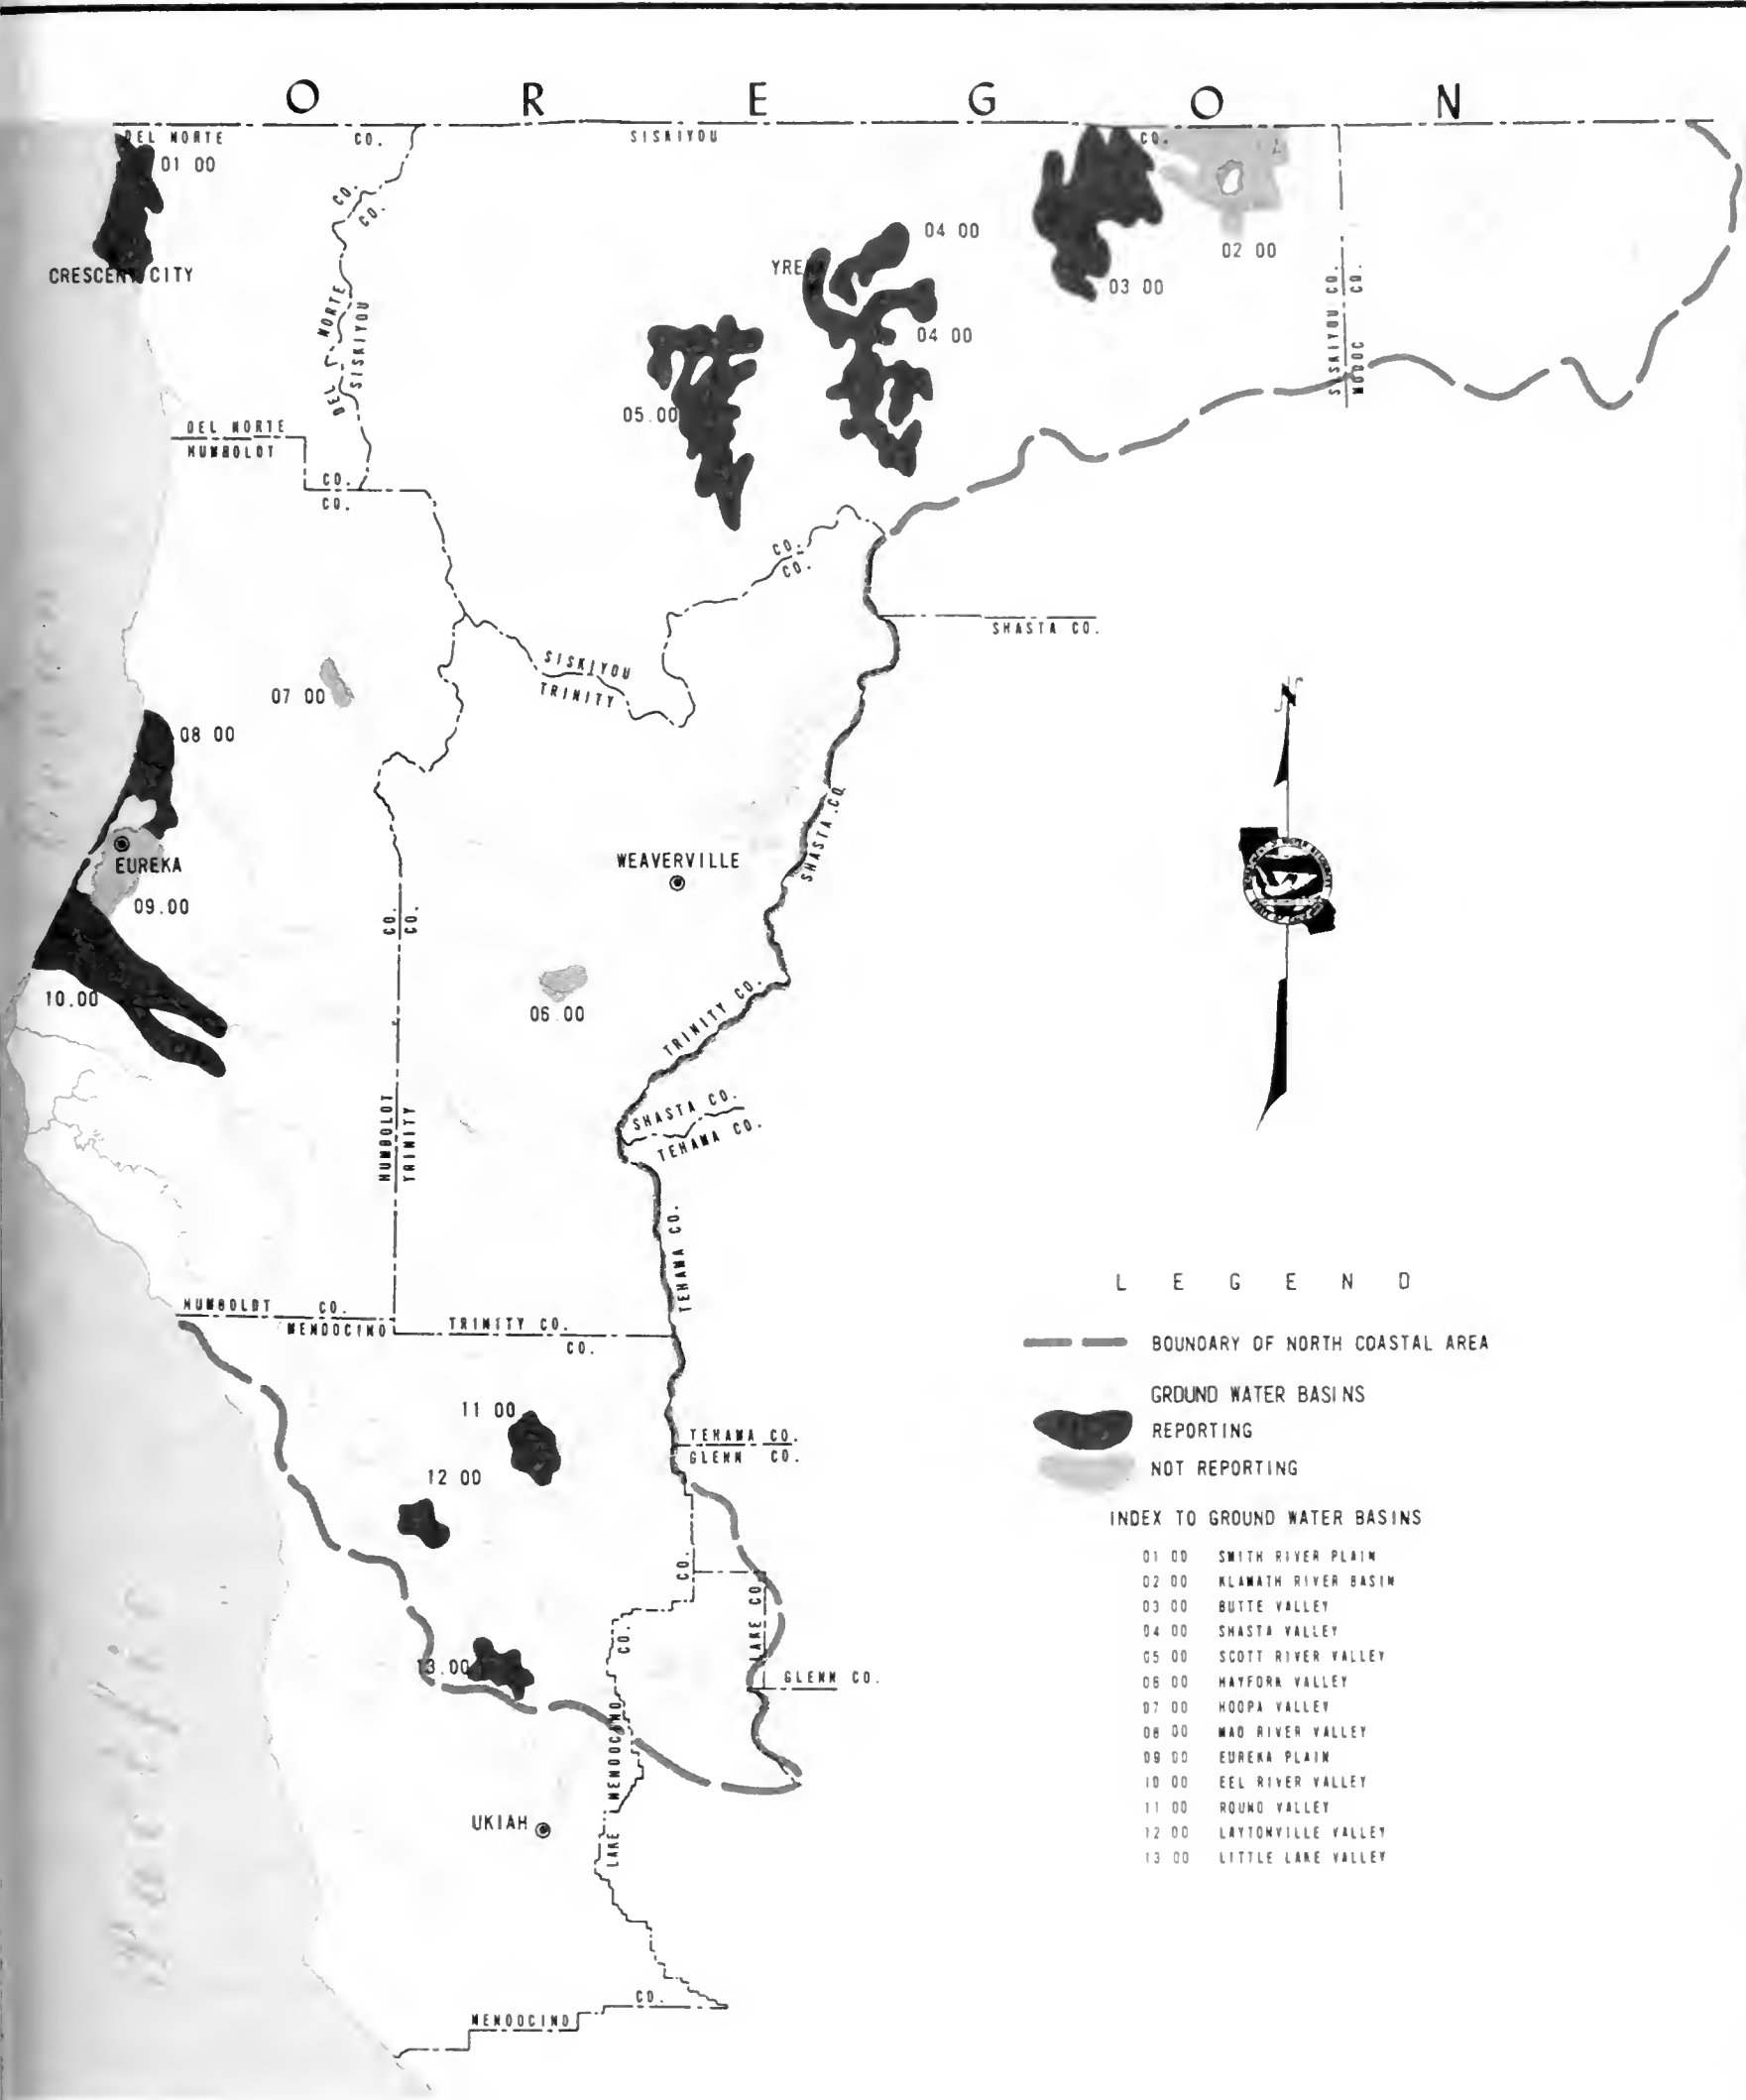 O R E G O N
DEL NORTE CO. SISKIYOU CO.
01 00
CO.
CO.
CRESCENT CITY
04 00
YRE
02 00
03 00
04 00
DEL NORTE
SISKIYOU
SISKIYOU CO.
MODOC CO.
05.00
DEL NORTE
HUMBOLDT
CO.
CO.
CO.
CO.
SHASTA CO.
SISKIYOU
TRINITY
07 00
08 00
SHASTA CO.
EUREKA
WEAVERVILLE
09.00
CO.
CO.
10.00
06.00
TRINITY CO.
SHASTA CO.
TEHAMA CO.
HUMBOLDT
TRINITY
TEHAMA CO.
HUMBOLDT CO.
MENDOCINO
TRINITY CO.
CO.
11 00
TEHAMA CO.
GLENN CO.
12 00
CO.
LAKE CO.
CO.
13.00
GLENN CO.
LAKE MENDOCINO
UKIAH
LAKE
CO.
MENDOCINO
Pacific
N
LEGEND
BOUNDARY OF NORTH COASTAL AREA
GROUND WATER BASINS
REPORTING
NOT REPORTING
INDEX TO GROUND WATER BASINS
01 00 SMITH RIVER PLAIN
02 00 KLAMATH RIVER BASIN
03 00 BUTTE VALLEY
04 00 SHASTA VALLEY
05 00 SCOTT RIVER VALLEY
06 00 HAYFORK VALLEY
07 00 HOOPA VALLEY
08 00 MAD RIVER VALLEY
09 00 EUREKA PLAIN
10 00 EEL RIVER VALLEY
11 00 ROUND VALLEY
12 00 LAYTONVILLE VALLEY
13 00 LITTLE LAKE VALLEY